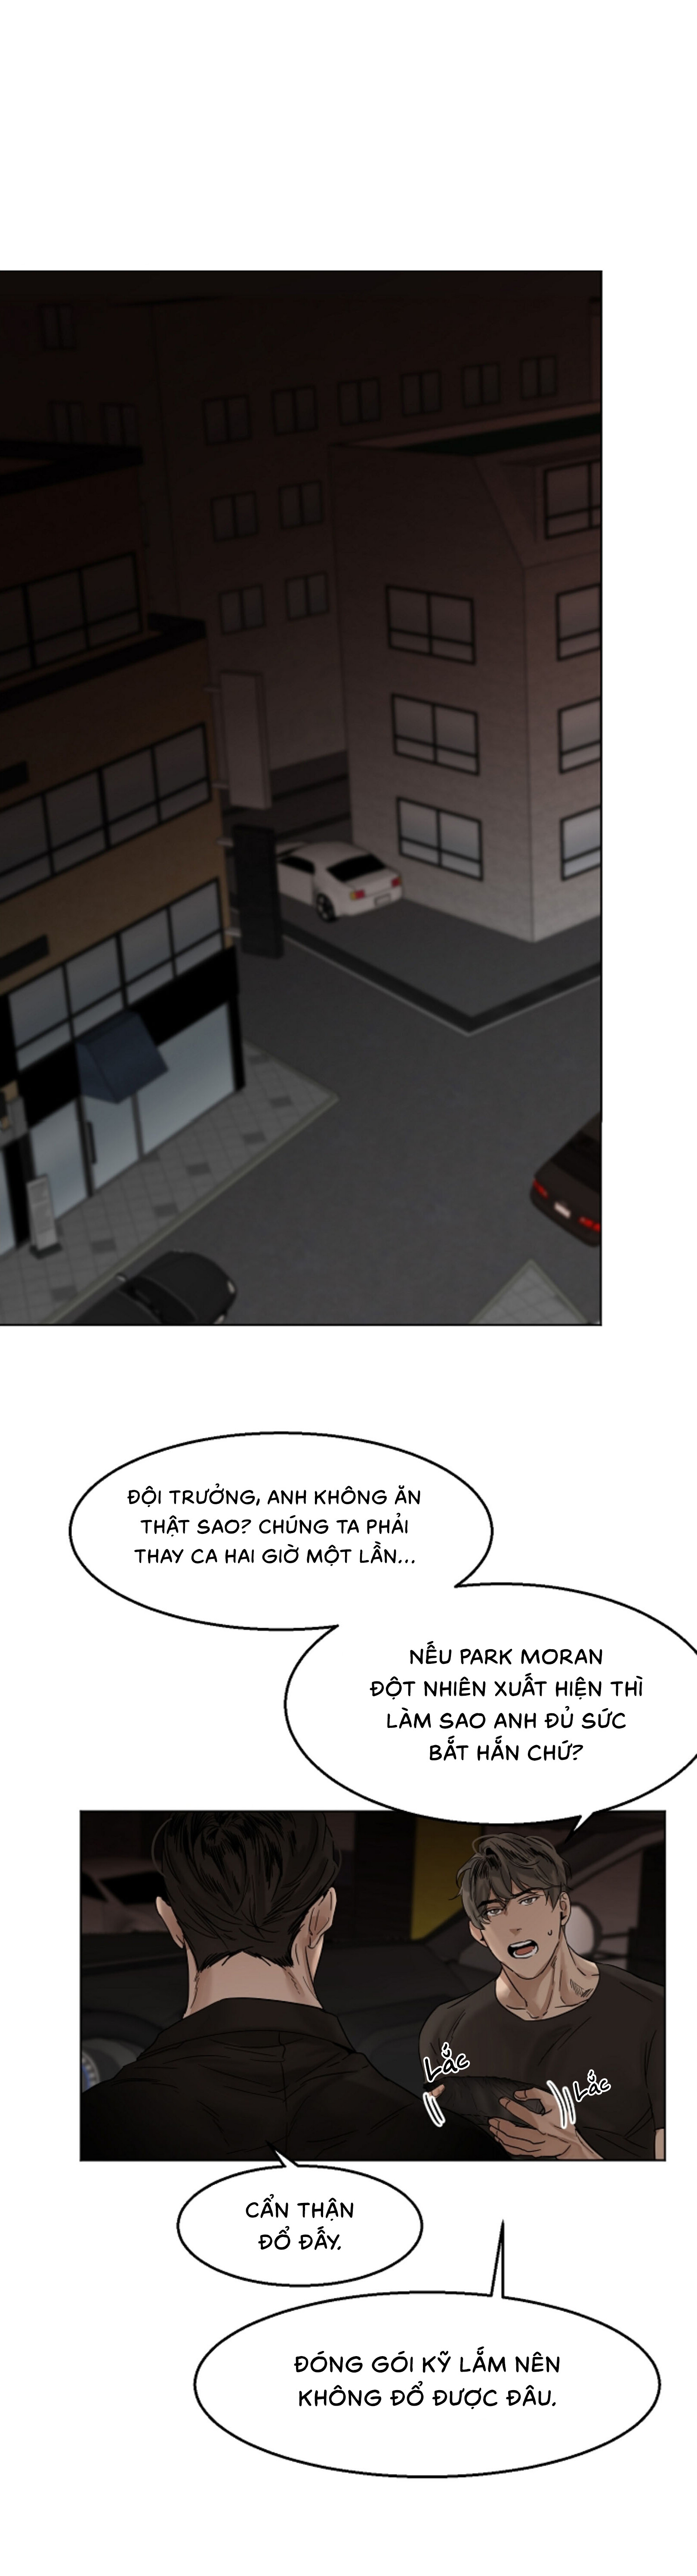 ĐỘI TRƯỞNG, ANH KHÔNG ĂN
THẬT SAO? CHÚNG TA PHẢI
THAY CA HAI GIỜ MỘT LẦN...
NẾU PARK MORAN
ĐỘT NHIÊN XUẤT HIỆN THÌ
LÀM SAO ANH ĐỦ SỨC
BẮT HẮN CHỨ?
Lắc
Lắc
CẨN THẬN
ĐỔ ĐẤY.
ĐÓNG GÓI KỸ LẮM NÊN
KHÔNG ĐỔ ĐƯỢC ĐÂU.